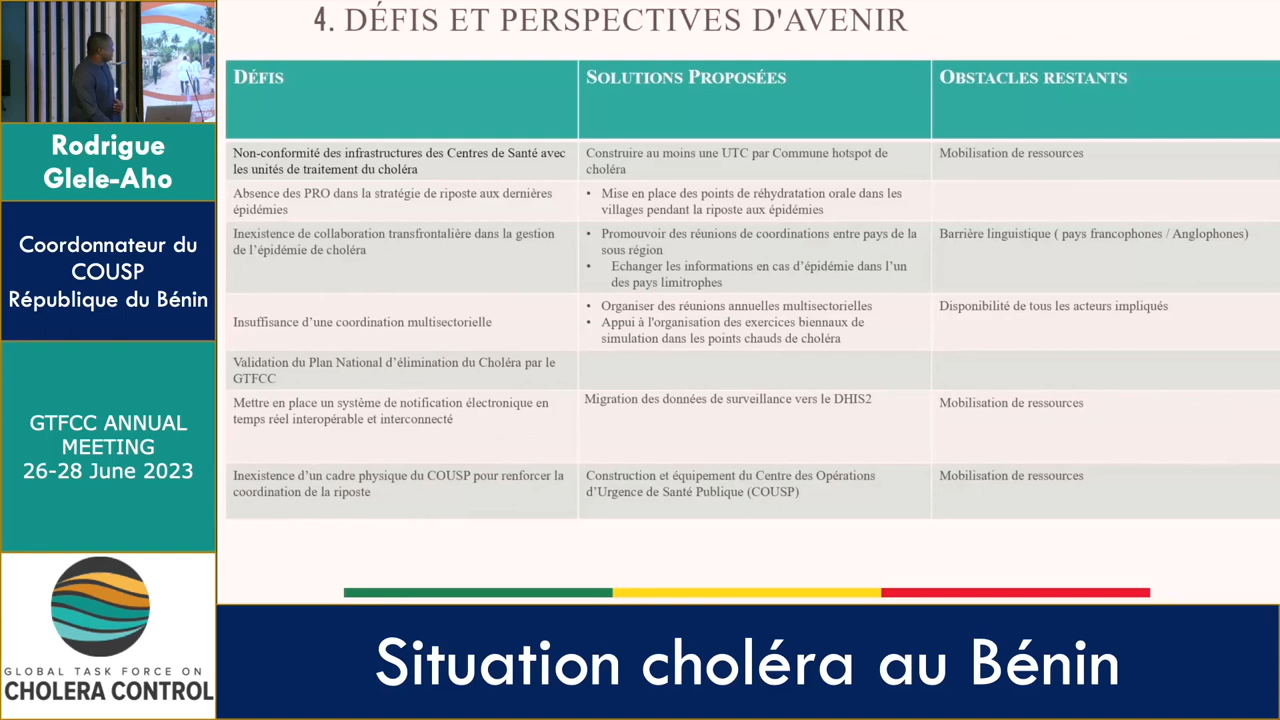 4. DÉFIS ET PERSPECTIVES D'AVENIR
DÉFIS
SOLUTIONS PROPOSÉES
OBSTACLES RESTANTS
Non-conformité des infrastructures des Centres de Santé avec
les unités de traitement du choléra
Construire au moins une UTC par Commune hotspot de
choléra
Mobilisation de ressources
Absence des PRO dans la stratégie de riposte aux dernières
épidémies
• Mise en place des points de réhydratation orale dans les
villages pendant la riposte aux épidémies
Inexistence de collaboration transfrontalière dans la gestion
de l'épidémie de choléra
• Promouvoir des réunions de coordinations entre pays de la
sous région
• Echanger les informations en cas d'épidémie dans l'un
des pays limitrophes
Barrière linguistique ( pays francophones / Anglophones)
Insuffisance d'une coordination multisectorielle
• Organiser des réunions annuelles multisectorielles
• Appui à l'organisation des exercices biennaux de
simulation dans les points chauds de choléra
Disponibilité de tous les acteurs impliqués
Validation du Plan National d'élimination du Choléra par le
GTFCC
Mettre en place un système de notification électronique en
temps réel interopérable et interconnecté
Migration des données de surveillance vers le DHIS2
Mobilisation de ressources
Inexistence d'un cadre physique du COUSP pour renforcer la
coordination de la riposte
Construction et équipement du Centre des Opérations
d'Urgence de Santé Publique (COUSP)
Mobilisation de ressources
Rodrigue
Glele-Aho
Coordonnateur du
COUSP
République du Bénin
GTFCC ANNUAL
MEETING
26-28 June 2023
GLOBAL TASK FORCE ON
CHOLERA CONTROL
Situation choléra au Bénin